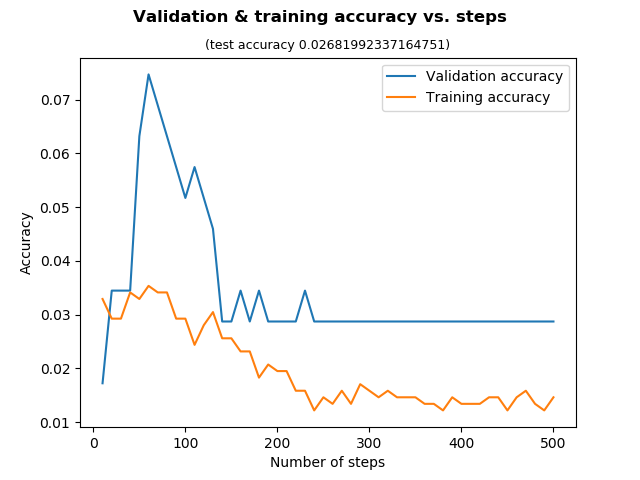 Validation & training accuracy vs. steps
(test accuracy 0.02681992337164751)
Validation accuracy
Training accuracy
0.07
0.06
0.05
0.04
0.03
0.02
0.01
Accuracy
0 100 200 300 400 500
Number of steps